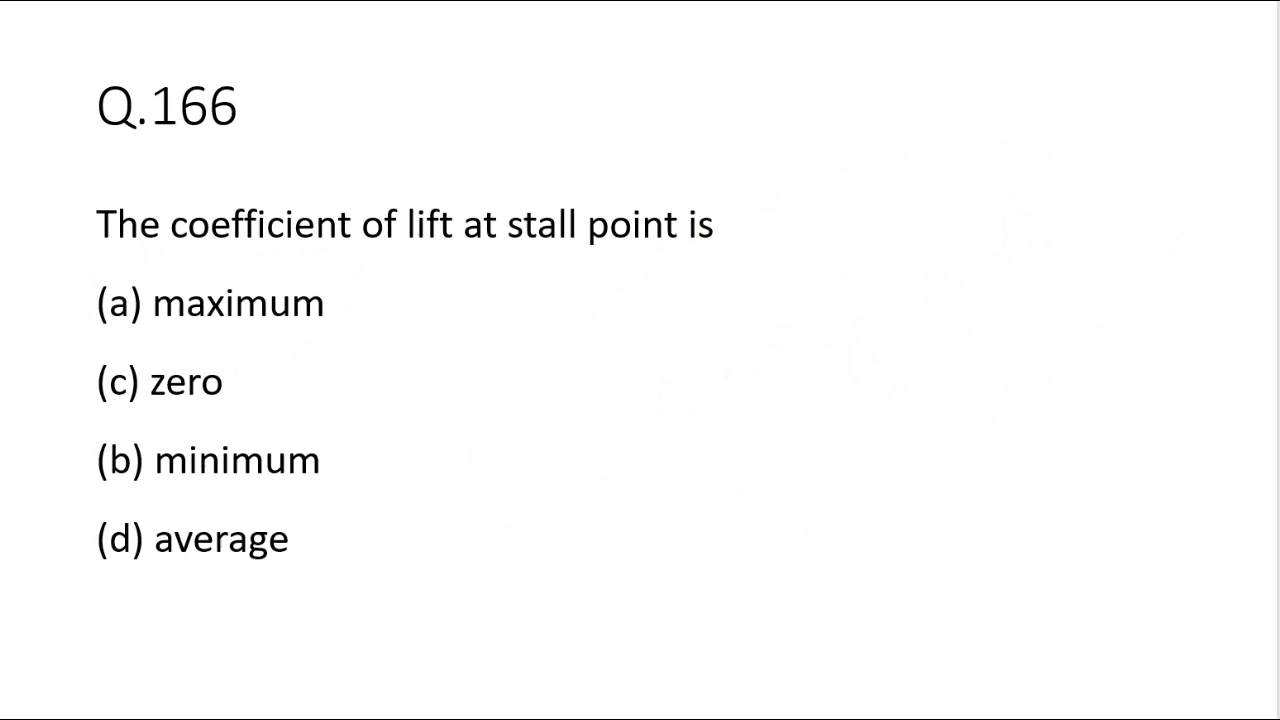 Q.166
The coefficient of lift at stall point is
(a) maximum
(c) zero
(b) minimum
(d) average